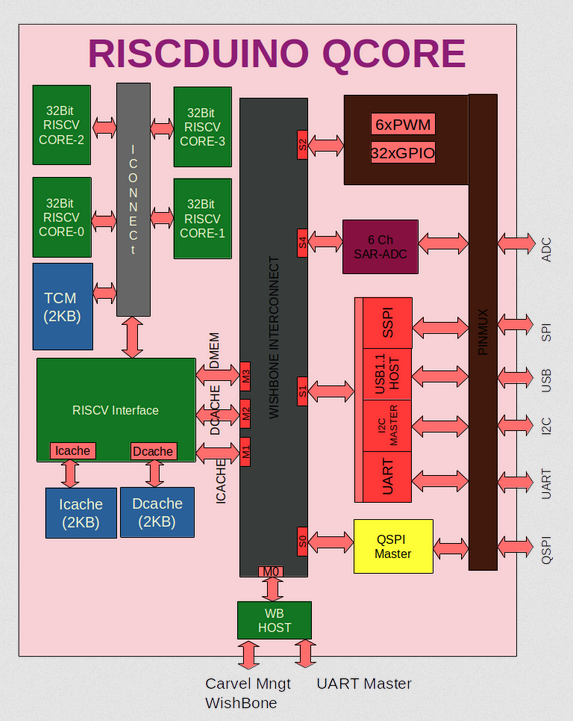 RISCDUINO QCORE
32Bit
RISCV
CORE-2
ICONNECt
32Bit
RISCV
CORE-3
32Bit
RISCV
CORE-0
32Bit
RISCV
CORE-1
TCM
(2KB)
RISCV Interface
Icache
Dcache
Icache
(2KB)
Dcache
(2KB)
DMEM
DCACHE
ICACHE
M3
M2
M1
M0
WISHBONE INTERCONNECT
S2
S4
S1
S0
6xPWM
32xGPIO
6 Ch
SAR-ADC
SSPI
USB1.1
HOST
I2C
MASTER
UART
QSPI
Master
PINMUX
ADC
SPI
USB
I2C
UART
QSPI
WB
HOST
Carvel Mngt
WishBone
UART Master